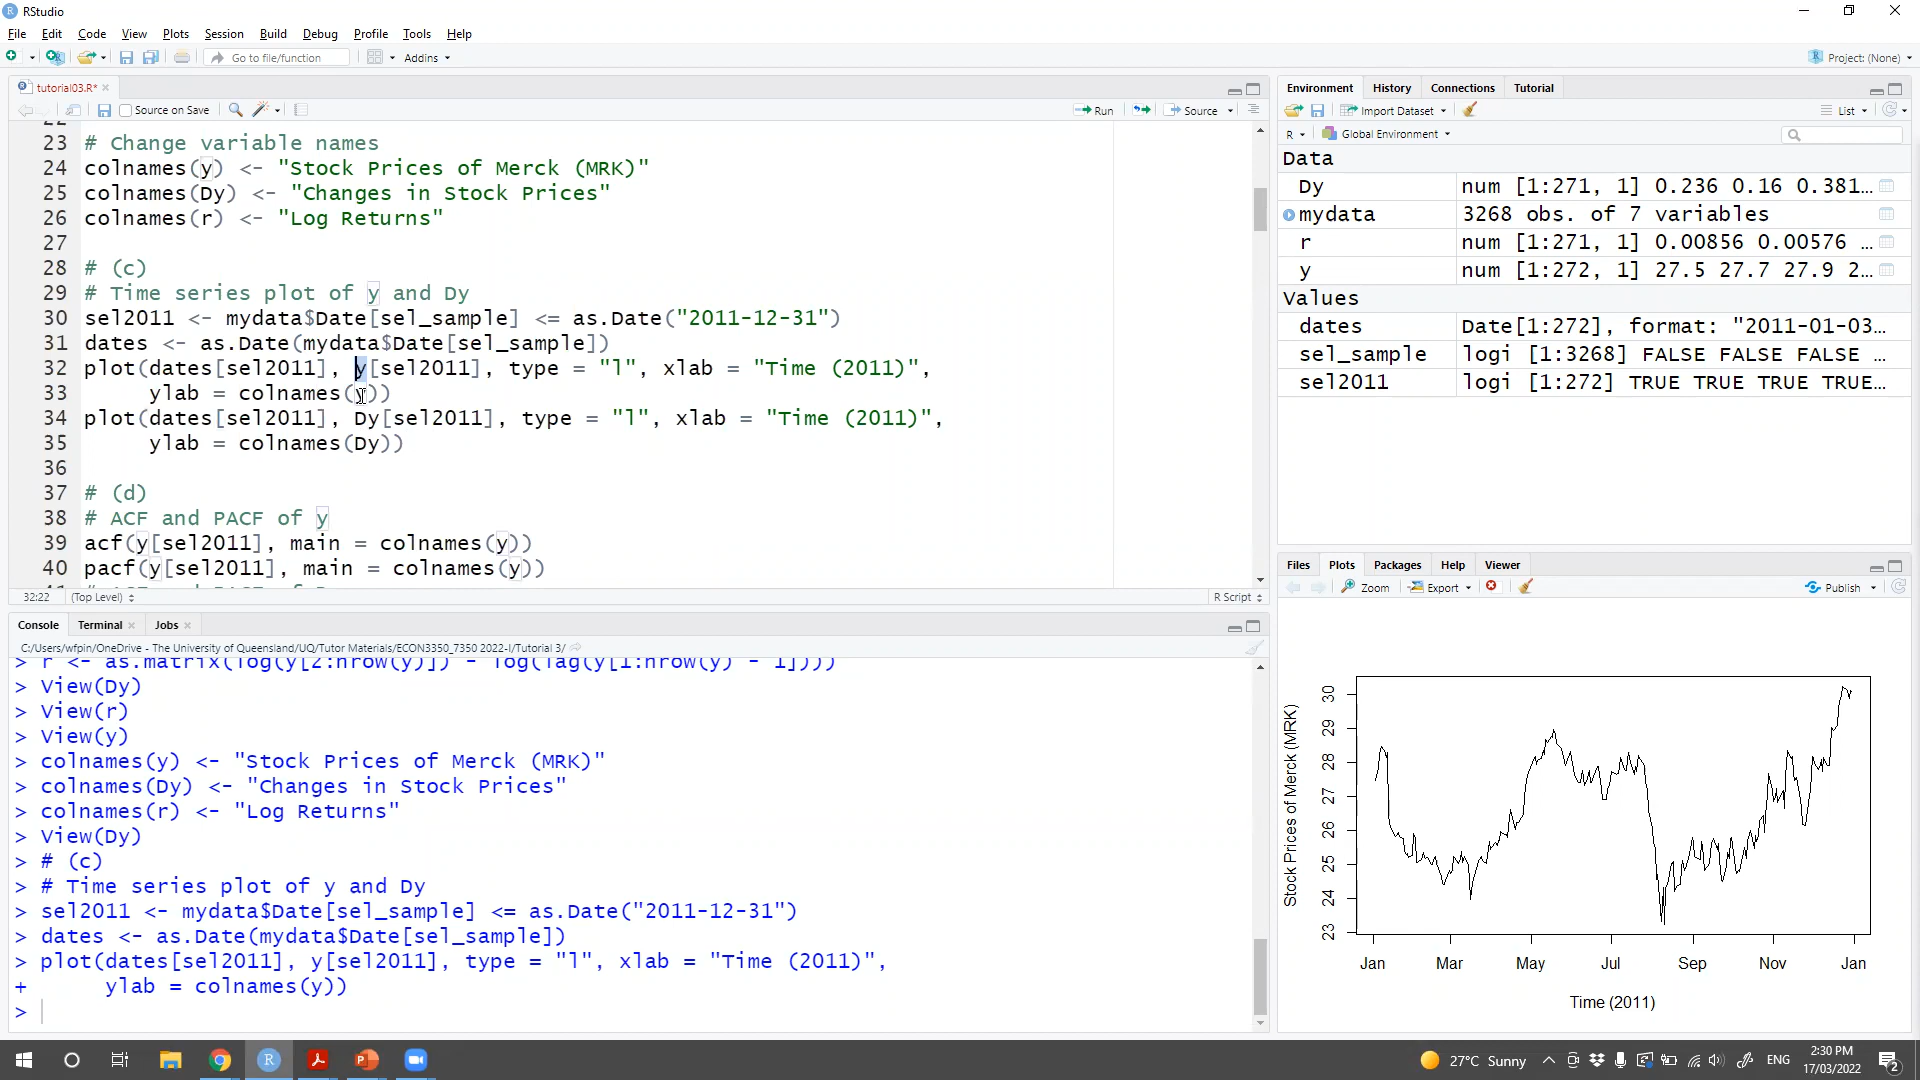 RStudio
File Edit Code View Plots Session Build Debug Profile Tools Help
Go to file/function Addins Project: (None)
tutorial03.R*
Source on Save Run Source
23 # Change variable names
24 colnames(y) <- "Stock Prices of Merck (MRK)"
25 colnames(Dy) <- "Changes in Stock Prices"
26 colnames(r) <- "Log Returns"
27
28 # (c)
29 # Time series plot of y and Dy
30 sel2011 <- mydata$Date[sel_sample] <= as.Date("2011-12-31")
31 dates <- as.Date(mydata$Date[sel_sample])
32 plot(dates[sel2011], y[sel2011], type = "l", xlab = "Time (2011)",
33 ylab = colnames(y))
34 plot(dates[sel2011], Dy[sel2011], type = "l", xlab = "Time (2011)",
35 ylab = colnames(Dy))
36
37 # (d)
38 # ACF and PACF of y
39 acf(y[sel2011], main = colnames(y))
40 pacf(y[sel2011], main = colnames(y))
32:22 (Top Level) R Script
Console Terminal Jobs
C:/Users/wfpin/OneDrive - The University of Queensland/UQ/Tutor Materials/ECON3350_7350 2022-I/Tutorial 3/
> r <- as.matrix(log(y[2:nrow(y)]) - log(lag(y[1:nrow(y) - 1])))
> View(Dy)
> View(r)
> View(y)
> colnames(y) <- "Stock Prices of Merck (MRK)"
> colnames(Dy) <- "Changes in Stock Prices"
> colnames(r) <- "Log Returns"
> View(Dy)
> # (c)
> # Time series plot of y and Dy
> sel2011 <- mydata$Date[sel_sample] <= as.Date("2011-12-31")
> dates <- as.Date(mydata$Date[sel_sample])
> plot(dates[sel2011], y[sel2011], type = "l", xlab = "Time (2011)",
+ ylab = colnames(y))
>
Environment History Connections Tutorial
Import Dataset List
R Global Environment
Data
Dy num [1:271, 1] 0.236 0.16 0.381...
mydata 3268 obs. of 7 variables
r num [1:271, 1] 0.00856 0.00576 ...
y num [1:272, 1] 27.5 27.7 27.9 2...
Values
dates Date[1:272], format: "2011-01-03...
sel_sample logi [1:3268] FALSE FALSE FALSE ...
sel2011 logi [1:272] TRUE TRUE TRUE TRUE...
Files Plots Packages Help Viewer
Zoom Export Publish
Stock Prices of Merck (MRK)
30
29
28
27
26
25
24
23
Jan Mar May Jul Sep Nov Jan
Time (2011)
27°C Sunny ENG 2:30 PM
17/03/2022
2